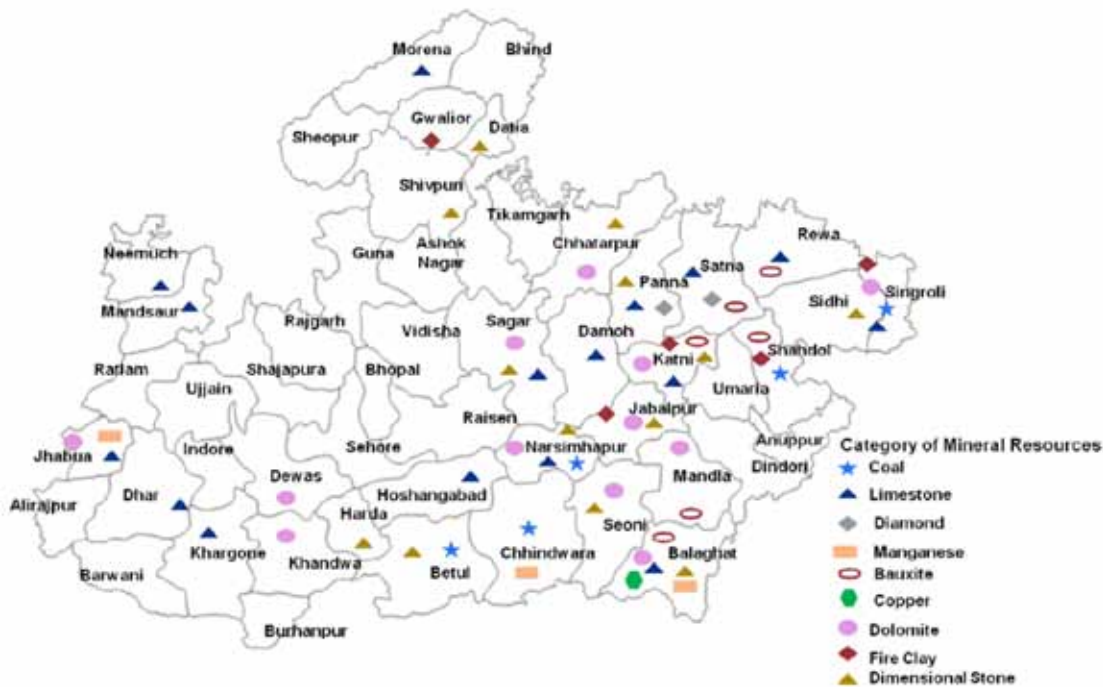 Morena
Bhind
Gwalior
Datia
Sheopur
Shivpuri
Tikamgarh
Chhatarpur
Guna
Ashok
Nagar
Rewa
Satna
Panna
Neemuch
Mandsaur
Sidhi
Singroli
Rajgarh
Vidisha
Sagar
Damoh
Katni
Shahdol
Ratlam
Ujjain
Shajapura
Bhopal
Umaria
Jabalpur
Raisen
Anuppur
Dindori
Jhabua
Indore
Sehore
Narsimhapur
Mandla
Dewas
Hoshangabad
Alirajpur
Dhar
Harda
Seoni
Khargone
Khandwa
Betul
Chhindwara
Balaghat
Barwani
Burhanpur
Category of Mineral Resources
Coal
Limestone
Diamond
Manganese
Bauxite
Copper
Dolomite
Fire Clay
Dimensional Stone